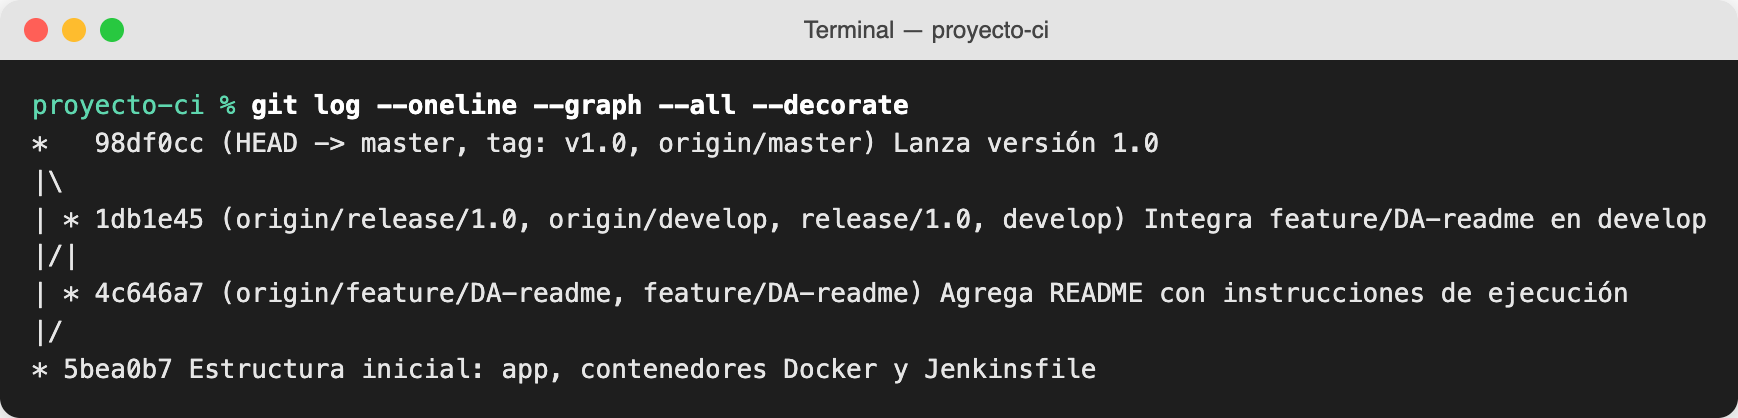 Terminal — proyecto-ci
proyecto-ci % git log --oneline --graph --all --decorate
*   98df0cc (HEAD -> master, tag: v1.0, origin/master) Lanza versión 1.0
|\
| * 1db1e45 (origin/release/1.0, origin/develop, release/1.0, develop) Integra feature/DA-readme en develop
|/|
| * 4c646a7 (origin/feature/DA-readme, feature/DA-readme) Agrega README con instrucciones de ejecución
|/
* 5bea0b7 Estructura inicial: app, contenedores Docker y Jenkinsfile